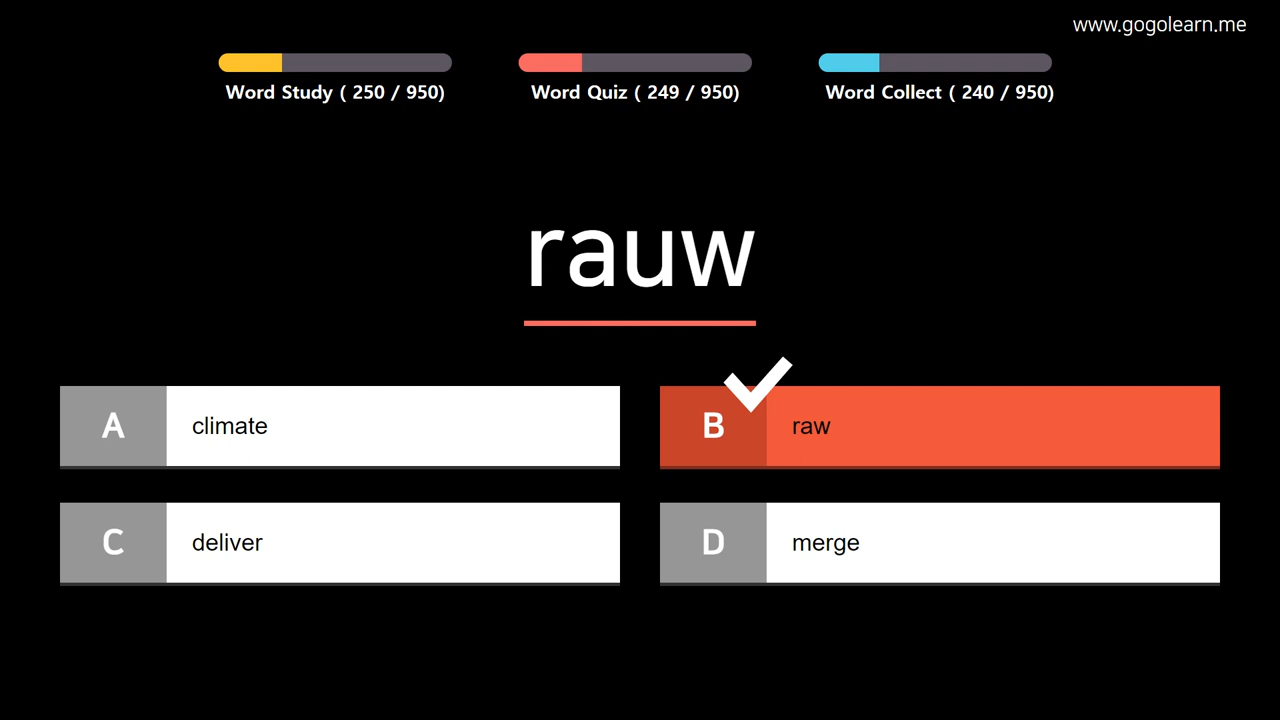 www.gogolearn.me
Word Study ( 250 / 950)
Word Quiz ( 249 / 950)
Word Collect ( 240 / 950)
rauw
A climate
B raw
C deliver
D merge